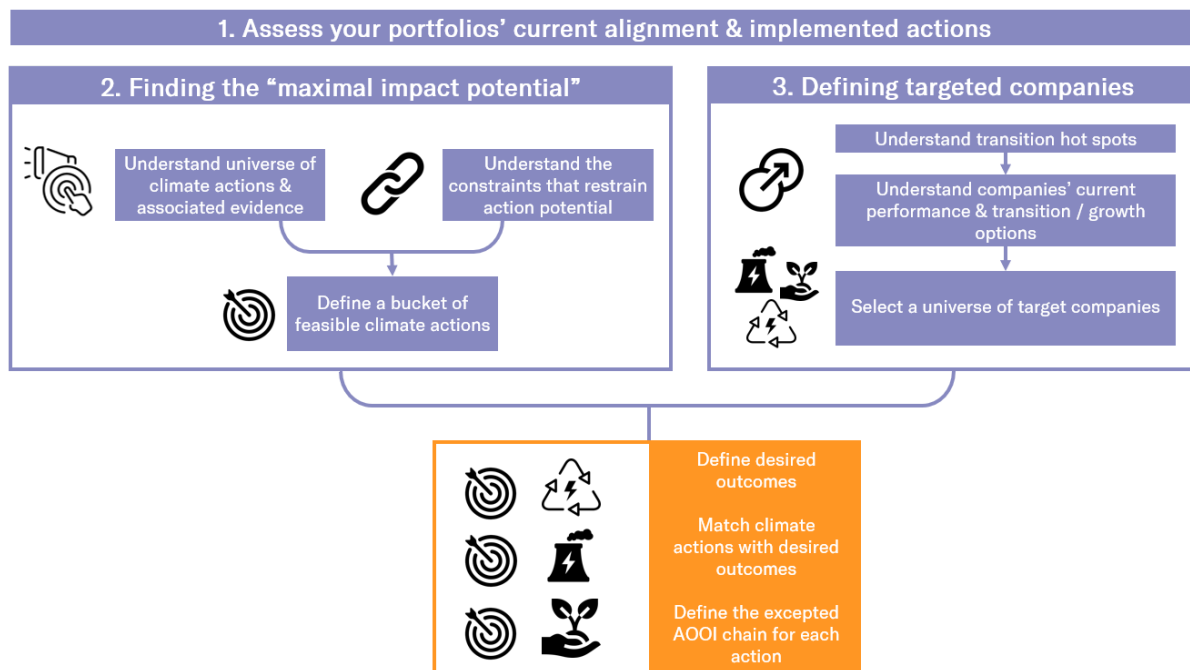 1. Assess your portfolios’ current alignment & implemented actions
2. Finding the “maximal impact potential”
Understand universe of
climate actions &
associated evidence
Understand the
constraints that restrain
action potential
Define a bucket of
feasible climate actions
3. Defining targeted companies
Understand transition hot spots
Understand companies’ current
performance & transition / growth
options
Select a universe of target companies
Define desired
outcomes
Match climate
actions with desired
outcomes
Define the excepted
AOOI chain for each
action